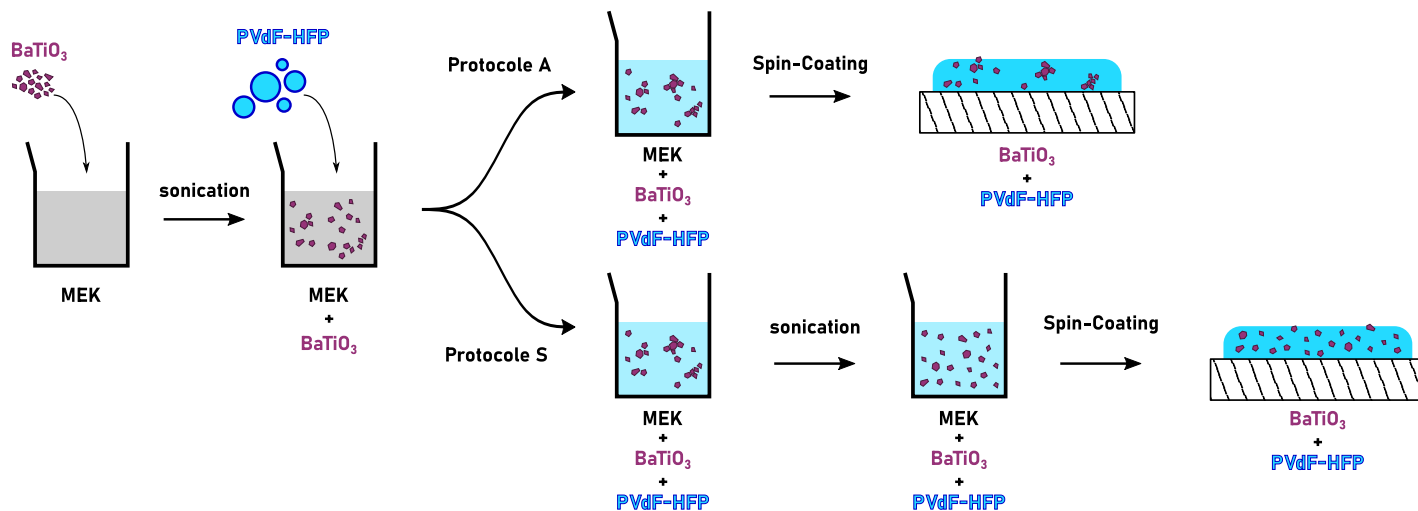 BaTiO₃
PVdF-HFP
sonication
MEK
MEK
+
BaTiO₃
Protocole A
MEK
+
BaTiO₃
+
PVdF-HFP
Spin-Coating
BaTiO₃
+
PVdF-HFP
Protocole S
MEK
+
BaTiO₃
+
PVdF-HFP
sonication
MEK
+
BaTiO₃
+
PVdF-HFP
Spin-Coating
BaTiO₃
+
PVdF-HFP